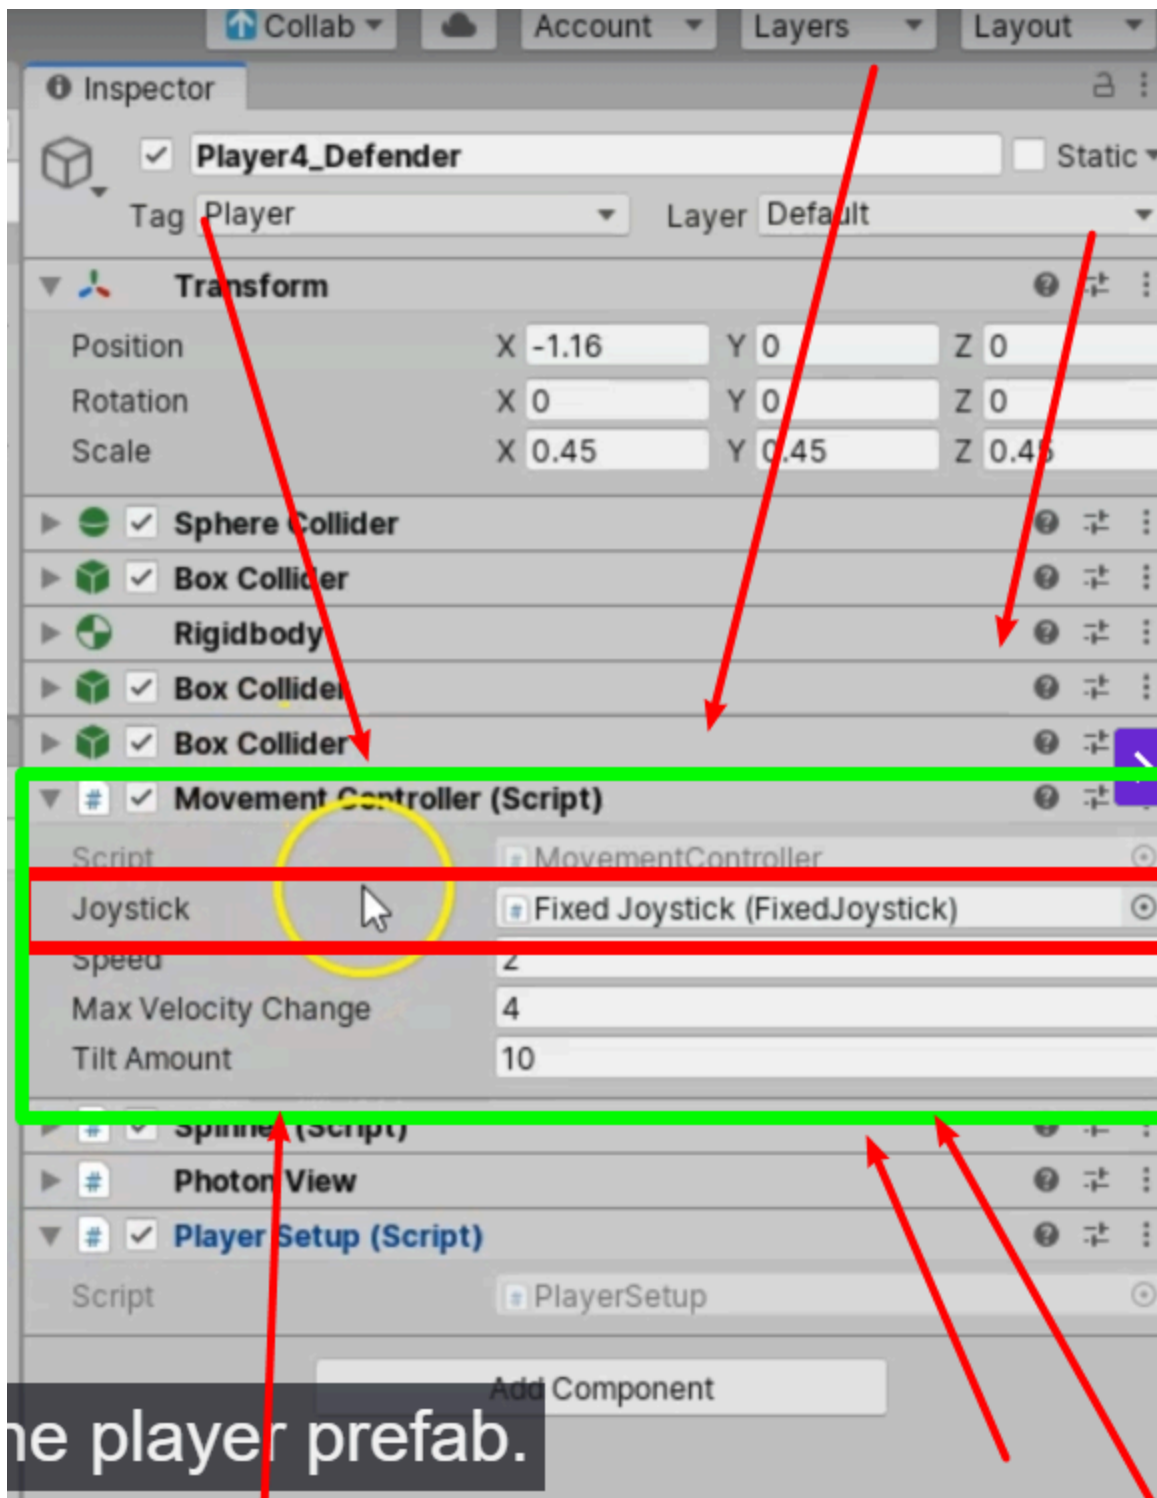 Collab Account Layers Layout
Inspector
Player4_Defender Static
Tag Player Layer Default
Transform
Position X -1.16 Y 0 Z 0
Rotation X 0 Y 0 Z 0
Scale X 0.45 Y 0.45 Z 0.45
Sphere Collider
Box Collider
Rigidbody
Box Collider
Box Collider
# Movement Controller (Script)
Script # MovementController
Joystick # Fixed Joystick (FixedJoystick)
Speed 2
Max Velocity Change 4
Tilt Amount 10
# Spinner (Script)
# Photon View
# Player Setup (Script)
Script # PlayerSetup
Add Component
he player prefab.